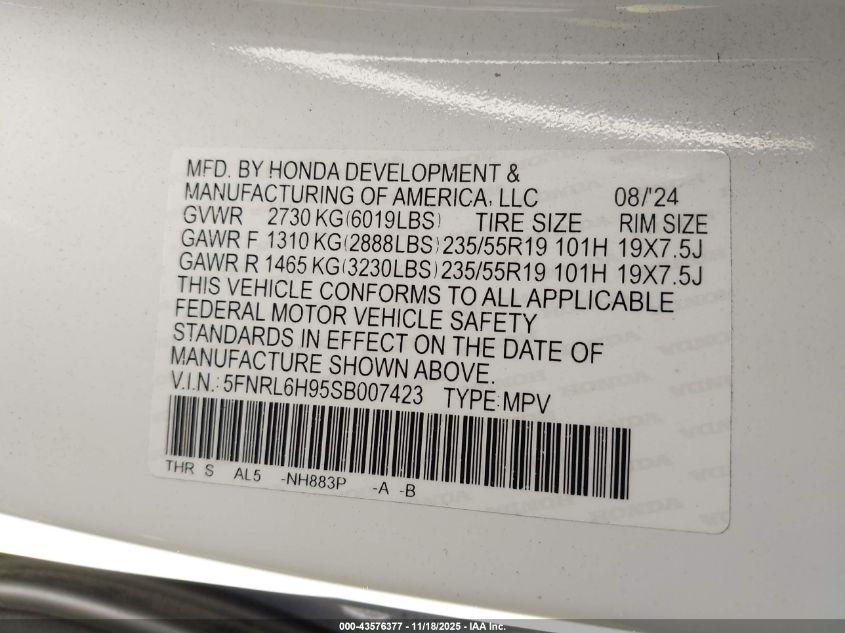 MFD. BY HONDA DEVELOPMENT &
MANUFACTURING OF AMERICA, LLC 08/'24
GVWR 2730 KG(6019LBS) TIRE SIZE RIM SIZE
GAWR F 1310 KG(2888LBS) 235/55R19 101H 19X7.5J
GAWR R 1465 KG(3230LBS) 235/55R19 101H 19X7.5J
THIS VEHICLE CONFORMS TO ALL APPLICABLE
FEDERAL MOTOR VEHICLE SAFETY
STANDARDS IN EFFECT ON THE DATE OF
MANUFACTURE SHOWN ABOVE.
V.I.N.: 5FNRL6H95SB007423 TYPE: MPV
THR S AL5 -NH883P -A -B
000-43576377 - 11/18/2025 - IAA Inc.